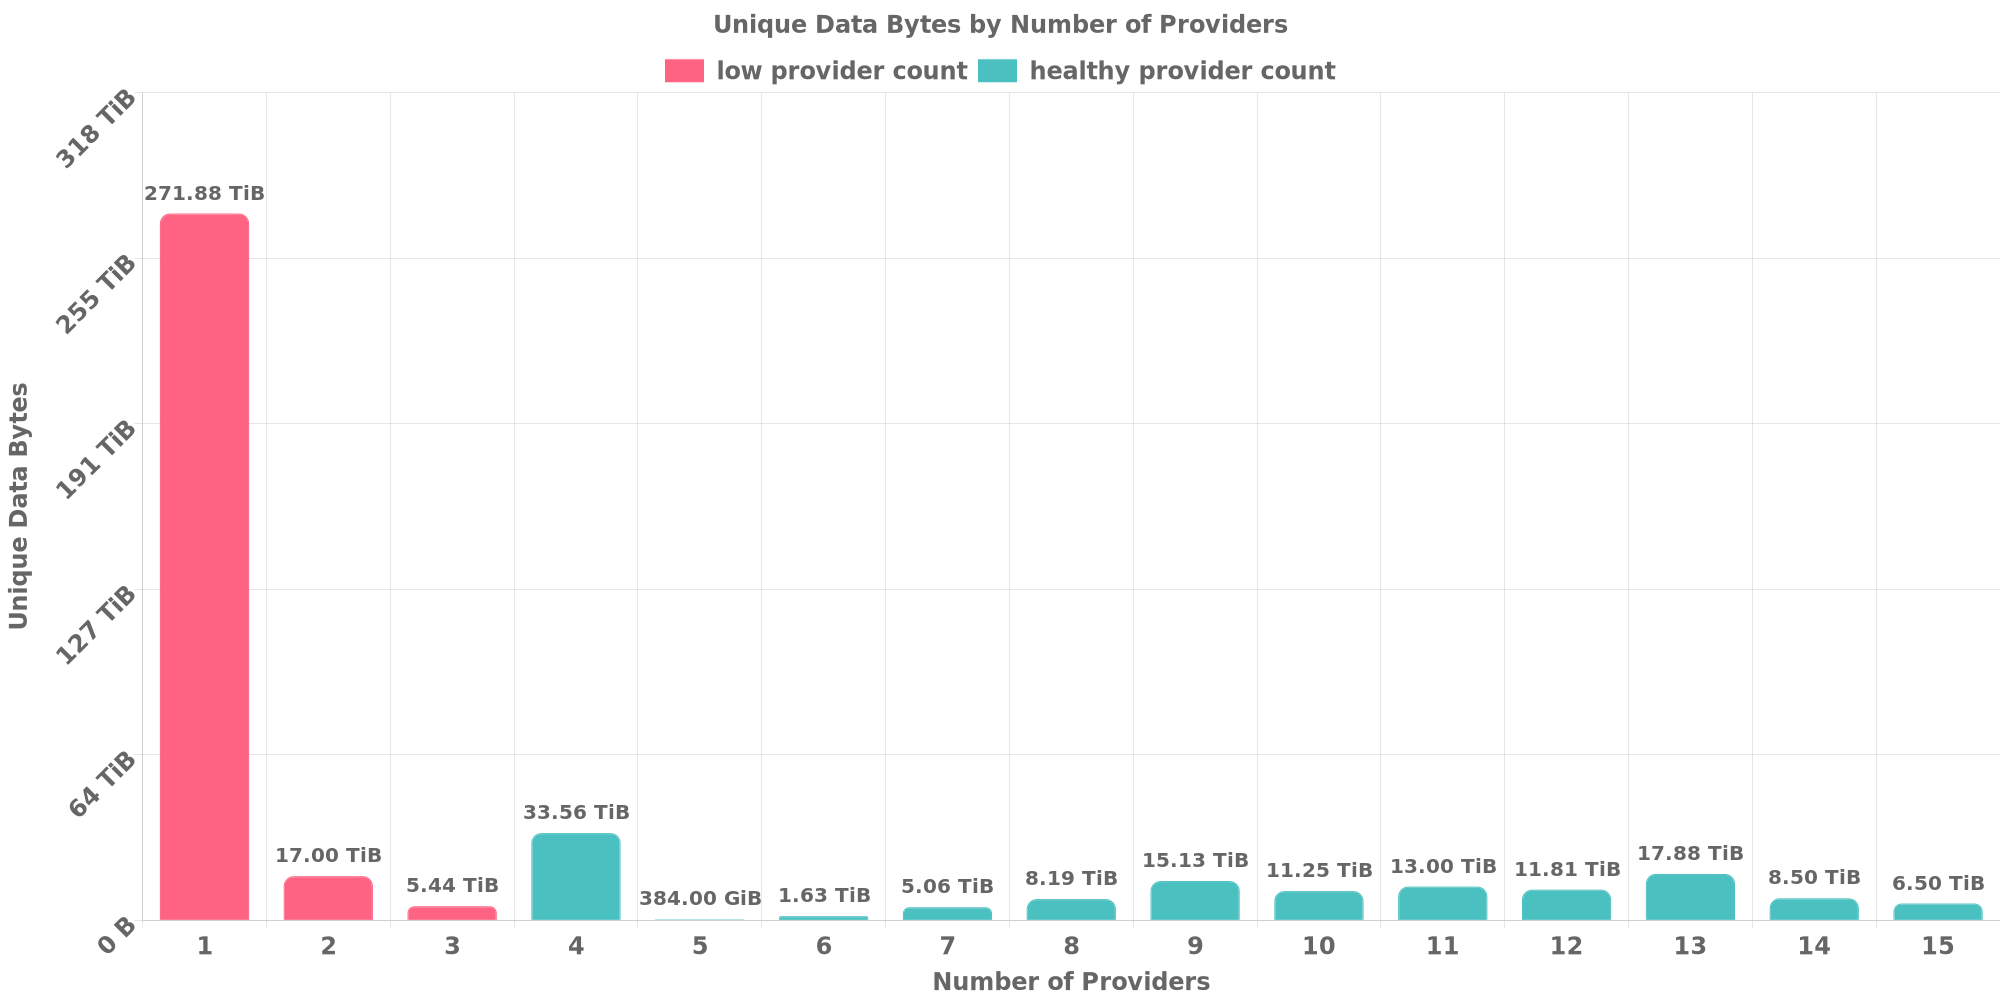 Unique Data Bytes by Number of Providers
low provider count healthy provider count
318 TiB
255 TiB
191 TiB
127 TiB
64 TiB
0 B
Unique Data Bytes
271.88 TiB
17.00 TiB
5.44 TiB
33.56 TiB
384.00 GiB
1.63 TiB
5.06 TiB
8.19 TiB
15.13 TiB
11.25 TiB
13.00 TiB
11.81 TiB
17.88 TiB
8.50 TiB
6.50 TiB
1 2 3 4 5 6 7 8 9 10 11 12 13 14 15
Number of Providers